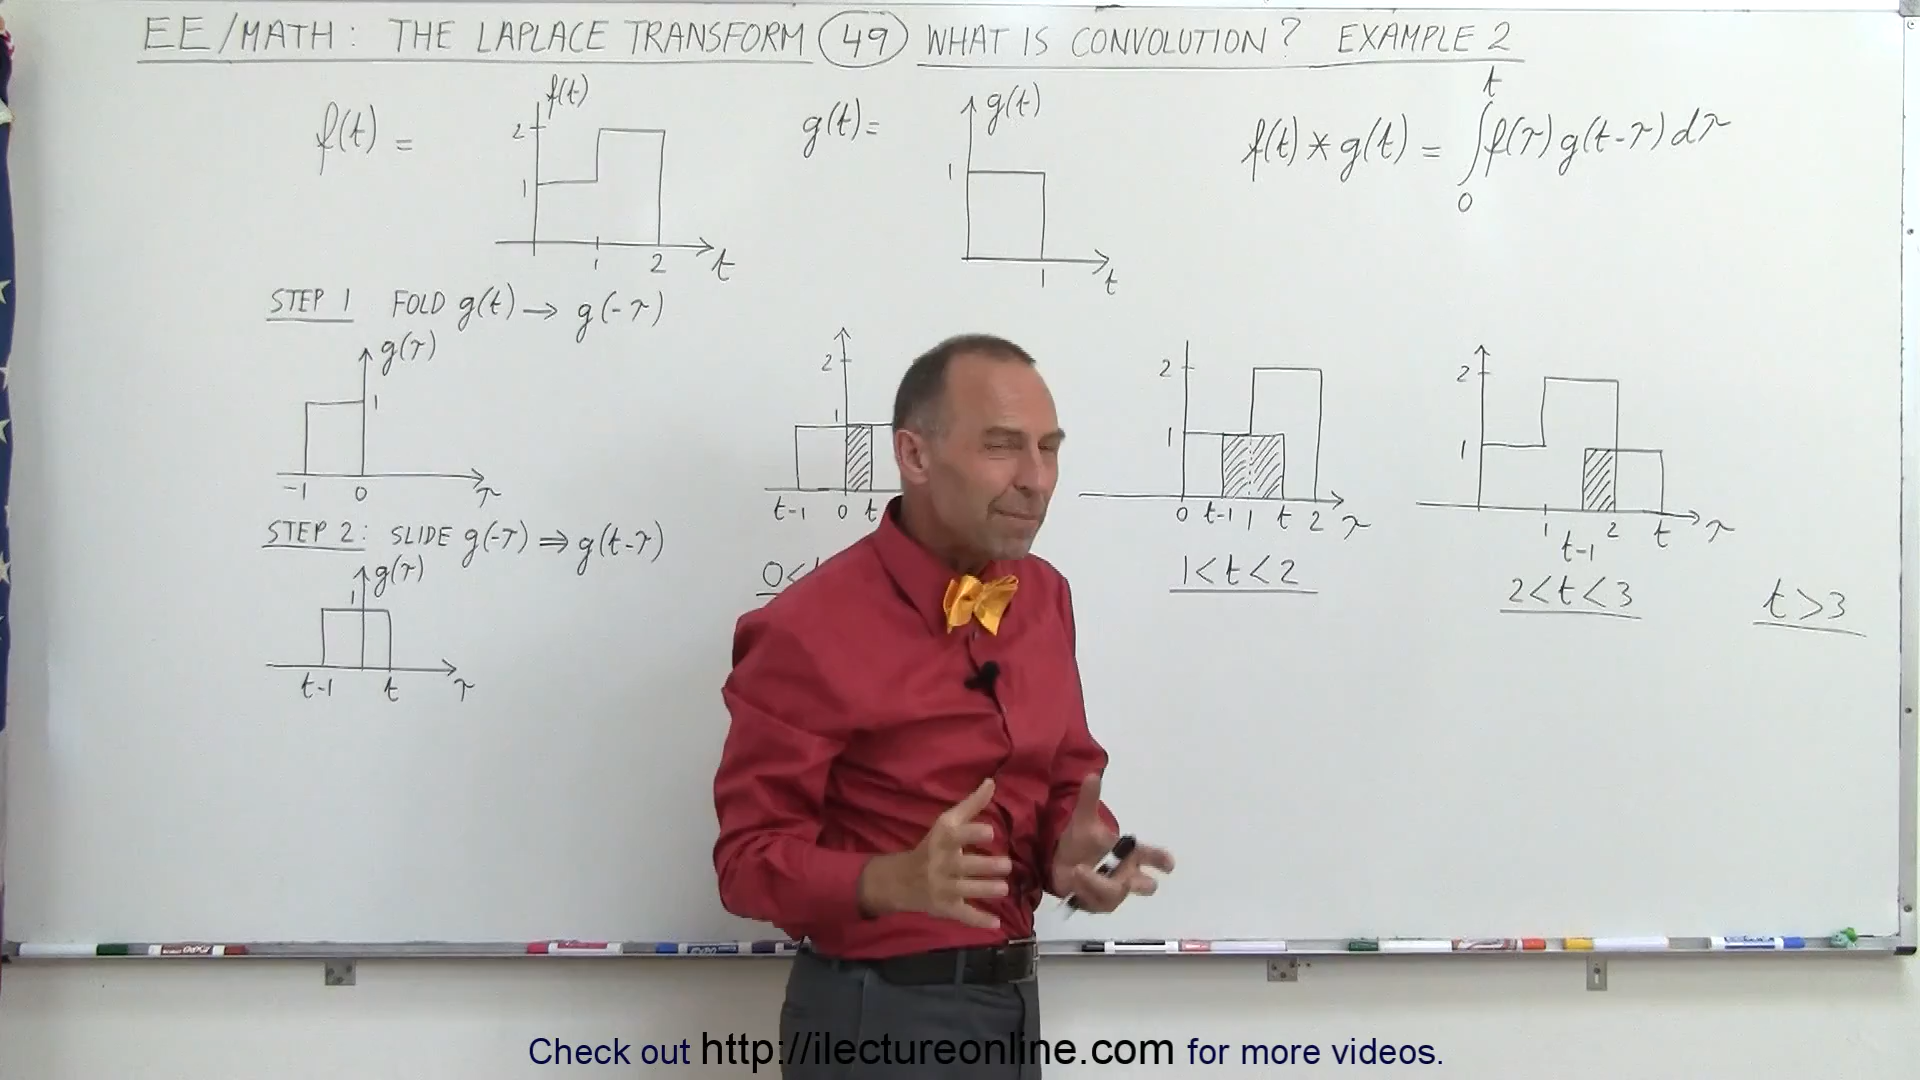 EE/MATH: THE LAPLACE TRANSFORM 49 WHAT IS CONVOLUTION? EXAMPLE 2
f(t) =
f(t)
2
1
1 2 t
g(t)=
g(t)
1
1 t
f(t)*g(t) = ∫₀ᵗ f(τ)g(t-τ)dτ
STEP 1 FOLD g(t) → g(-τ)
g(τ)
1
-1 0 τ
STEP 2: SLIDE g(-τ) ⇒ g(t-τ)
g(τ)
1
t-1 t τ
2
1
t-1 0 t
0<
2
1
0 t-1 1 t 2 τ
1<t<2
2
1
1 t-1 2 t τ
2<t<3
t>3
EXPO
Check out http://ilectureonline.com for more videos.